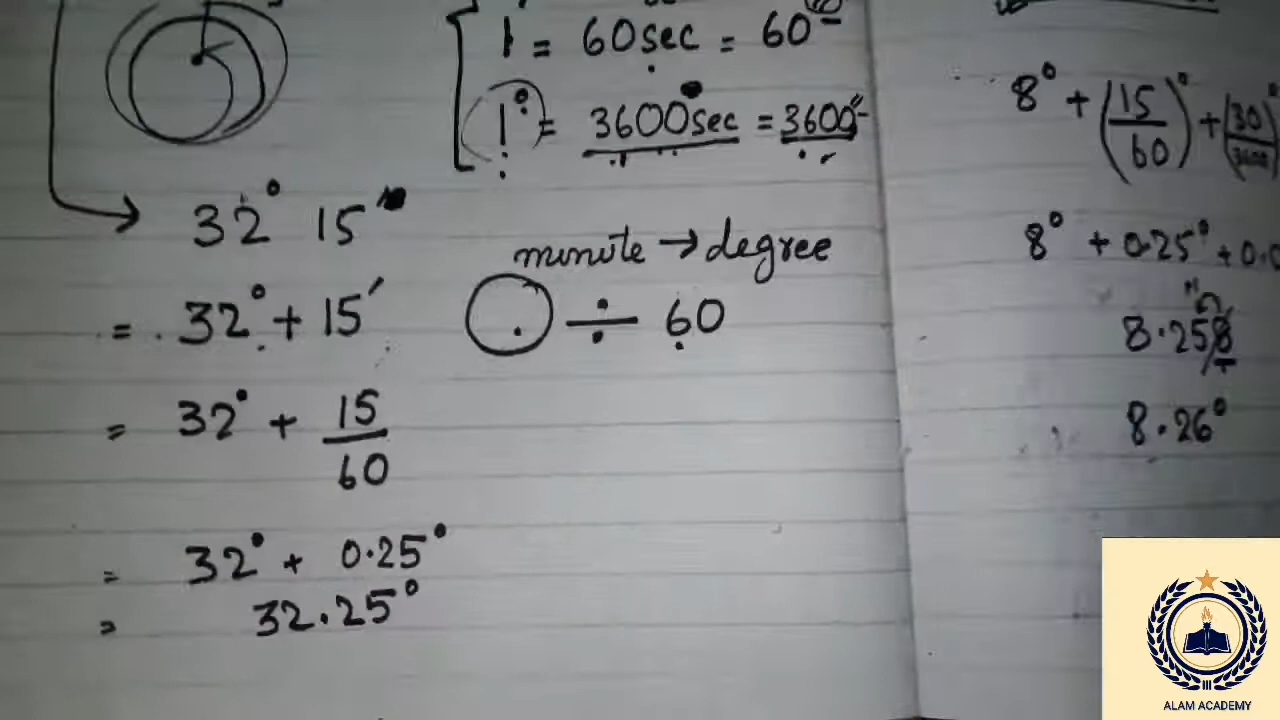 1' = 60sec = 60"
1° = 3600sec = 3600"
32° 15'
= 32° + 15'
= 32° + 15/60
= 32° + 0.25°
= 32.25°
minute → degree
÷ 60
8° + (15/60)° + (30/3600)°
8° + 0.25° + 0.0
8.258
8.26°
ALAM ACADEMY